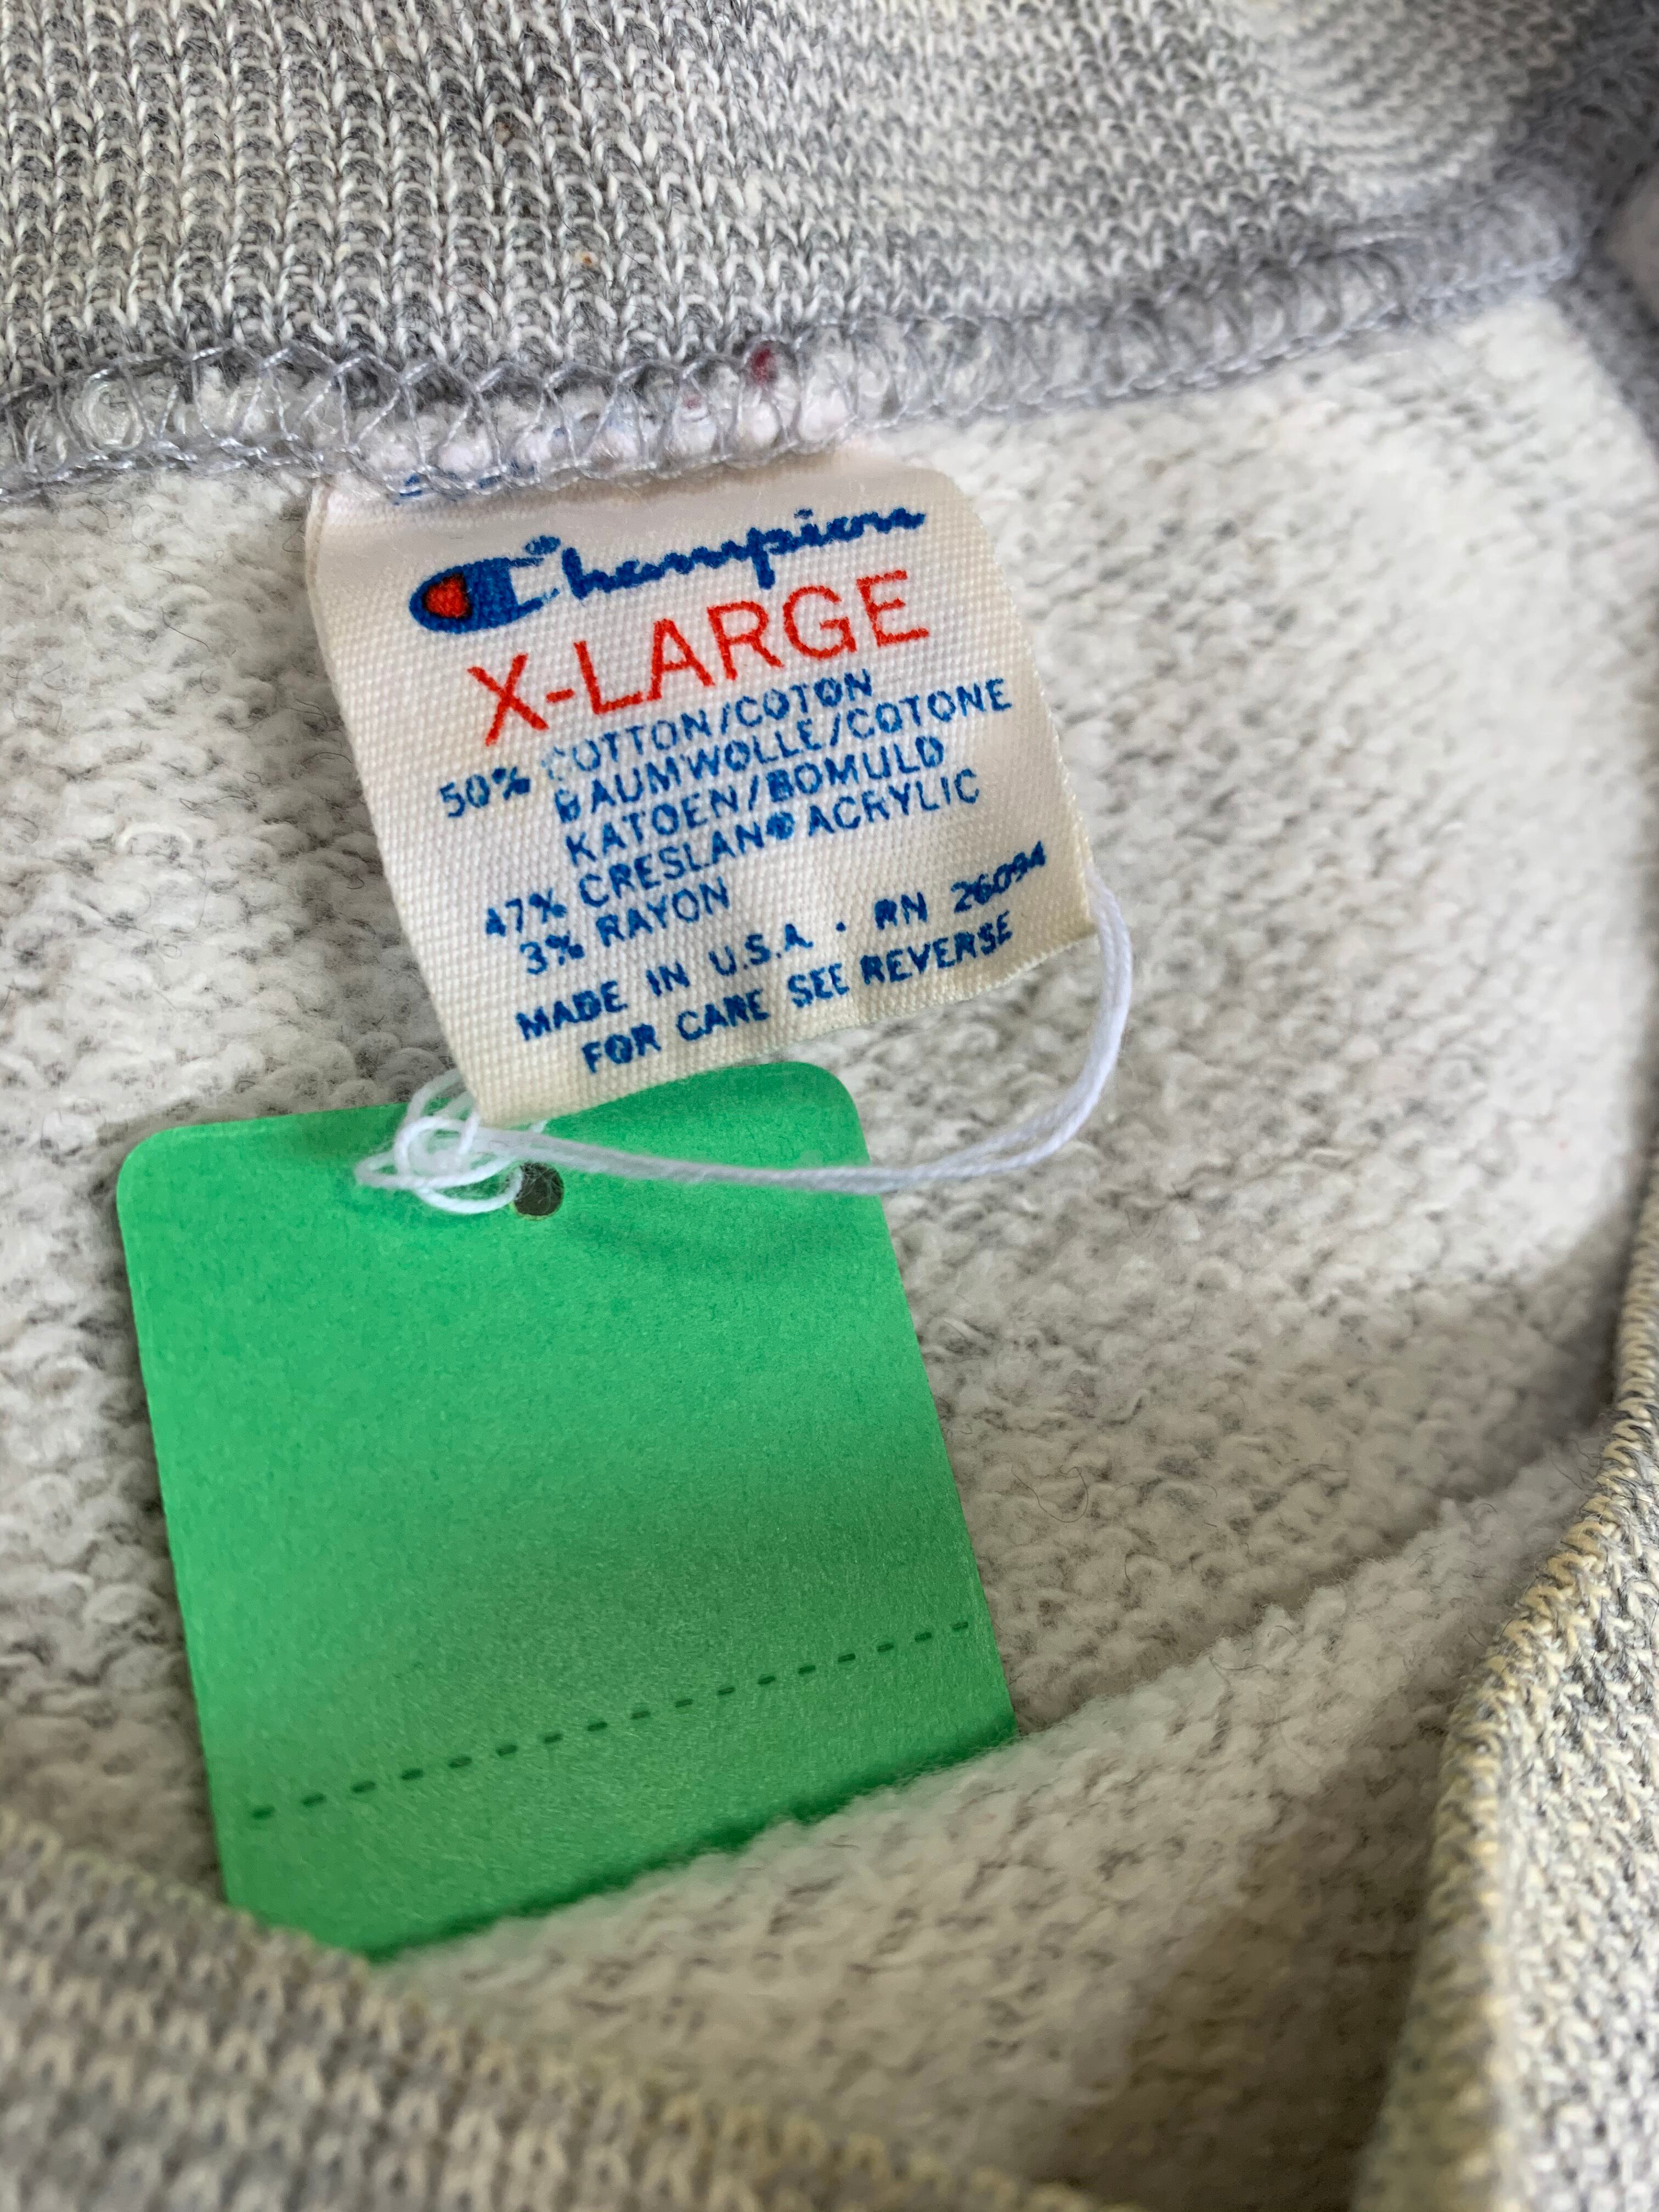 Champion
X-LARGE
50% COTTON/COTON
BAUMWOLLE/COTONE
KATOEN/BOMULD
47% CRESLAN® ACRYLIC
3% RAYON
MADE IN U.S.A. · RN 26094
FOR CARE SEE REVERSE